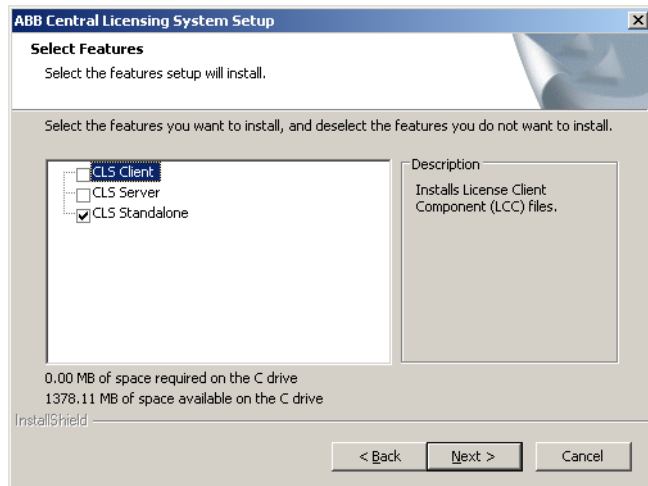 ABB Central Licensing System Setup
Select Features
Select the features setup will install.
Select the features you want to install, and deselect the features you do not want to install.
CLS Client
CLS Server
CLS Standalone
Description
Installs License Client
Component (LCC) files.
0.00 MB of space required on the C drive
1378.11 MB of space available on the C drive
InstallShield
< Back
Next >
Cancel